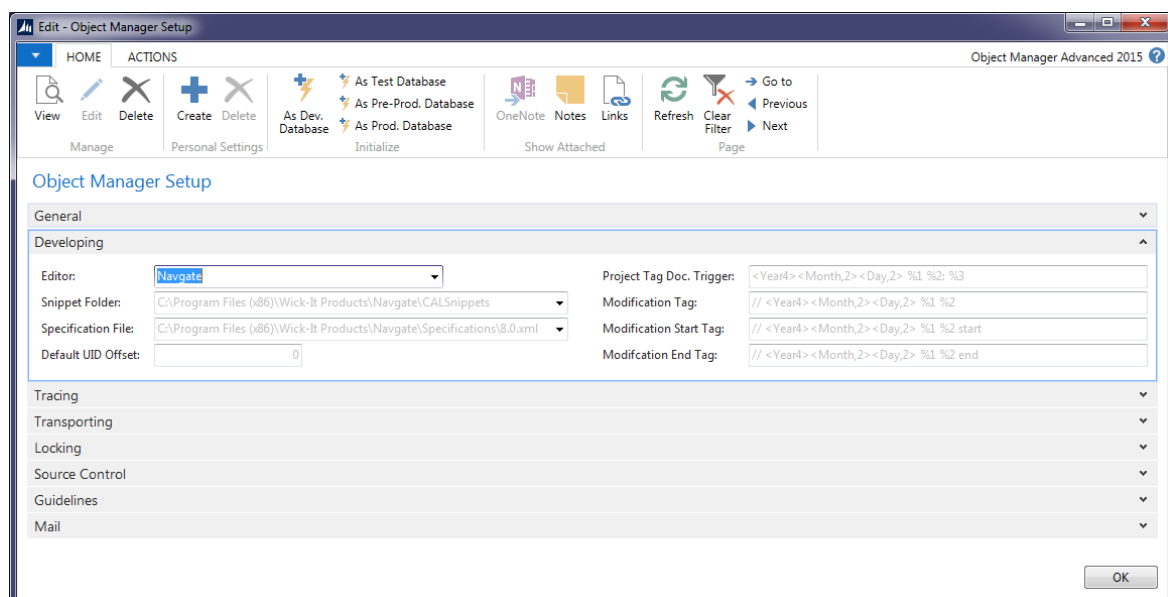 Edit - Object Manager Setup
HOME ACTIONS
Object Manager Advanced 2015
View Edit Delete
Manage
Create Delete
Personal Settings
As Dev. Database
As Test Database
As Pre-Prod. Database
As Prod. Database
Initialize
OneNote Notes Links
Show Attached
Refresh Clear Filter
Go to
Previous
Next
Page
Object Manager Setup
General
Developing
Editor: Navgate
Snippet Folder: C:\Program Files (x86)\Wick-It Products\Navgate\CALSnippets
Specification File: C:\Program Files (x86)\Wick-It Products\Navgate\Specifications\8.0.xml
Default UID Offset: 0
Project Tag Doc. Trigger: <Year4><Month,2><Day,2> %1 %2: %3
Modification Tag: // <Year4><Month,2><Day,2> %1 %2
Modification Start Tag: // <Year4><Month,2><Day,2> %1 %2 start
Modifcation End Tag: // <Year4><Month,2><Day,2> %1 %2 end
Tracing
Transporting
Locking
Source Control
Guidelines
Mail
OK